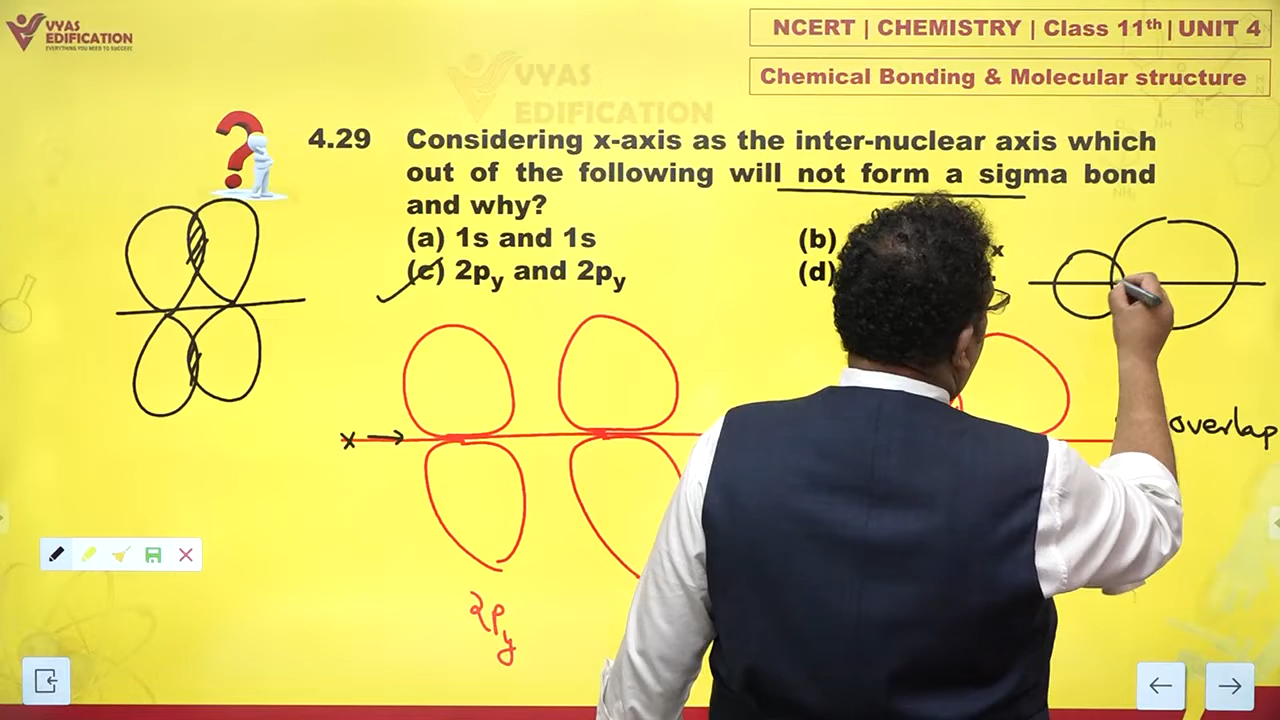 VYAS
EDIFICATION
EVERYTHING YOU NEED TO SUCCEED
NCERT | CHEMISTRY | Class 11th | UNIT 4
Chemical Bonding & Molecular structure
VYAS
EDIFICATION
4.29 Considering x-axis as the inter-nuclear axis which
out of the following will not form a sigma bond
and why?
(a) 1s and 1s (b) x
(c) 2py and 2py (d)
x
overlap
2py